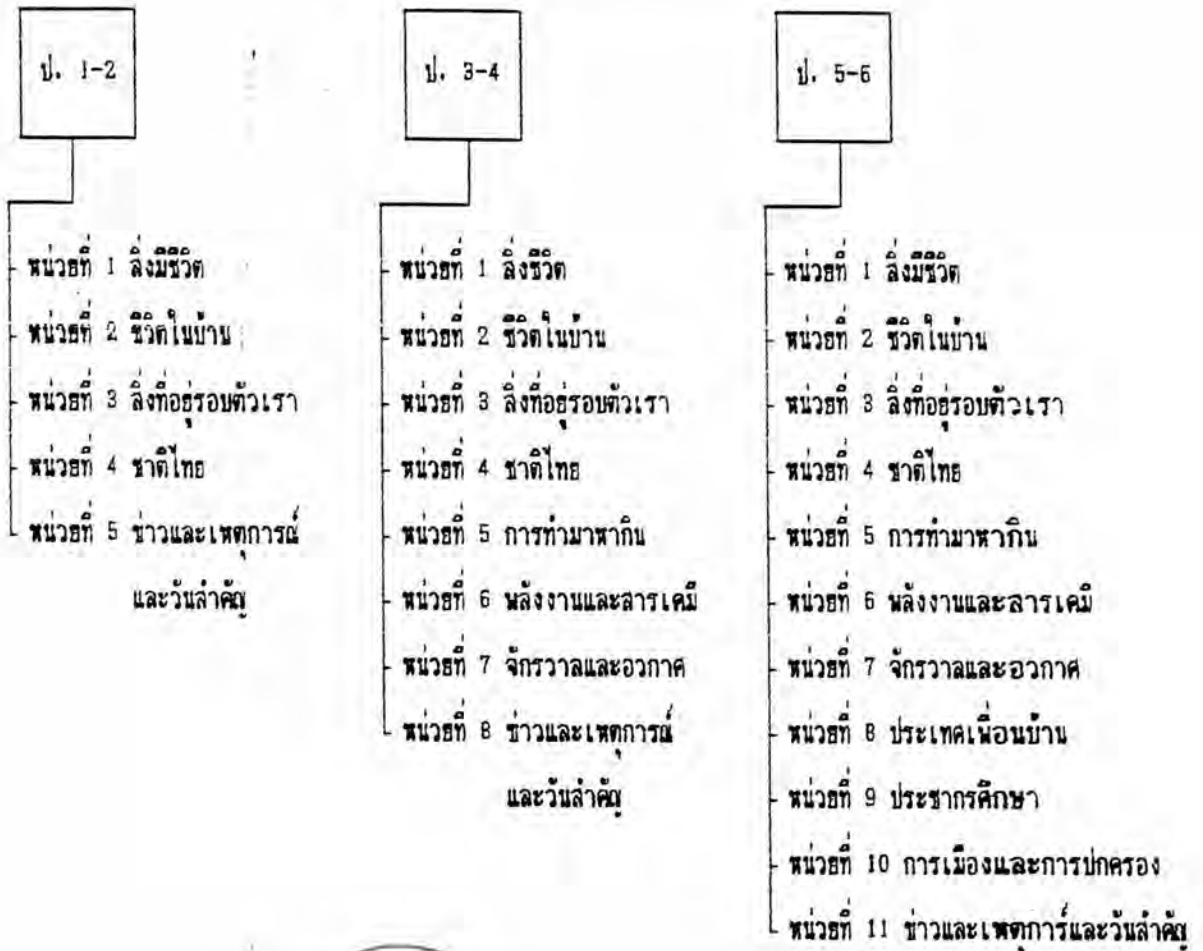 ป. 1-2
หน่วยที่ 1 สิ่งมีชีวิต
หน่วยที่ 2 ชีวิตในบ้าน
หน่วยที่ 3 สิ่งที่อยู่รอบตัวเรา
หน่วยที่ 4 ชาติไทย
หน่วยที่ 5 ข่าวและเหตุการณ์
และวันสำคัญ
ป. 3-4
หน่วยที่ 1 สิ่งชีวิต
หน่วยที่ 2 ชีวิตในบ้าน
หน่วยที่ 3 สิ่งที่อยู่รอบตัวเรา
หน่วยที่ 4 ชาติไทย
หน่วยที่ 5 การทำมาหากิน
หน่วยที่ 6 พลังงานและสารเคมี
หน่วยที่ 7 จักรวาลและอวกาศ
หน่วยที่ 8 ข่าวและเหตุการณ์
และวันสำคัญ
ป. 5-6
หน่วยที่ 1 สิ่งมีชีวิต
หน่วยที่ 2 ชีวิตในบ้าน
หน่วยที่ 3 สิ่งที่อยู่รอบตัวเรา
หน่วยที่ 4 ชาติไทย
หน่วยที่ 5 การทำมาหากิน
หน่วยที่ 6 พลังงานและสารเคมี
หน่วยที่ 7 จักรวาลและอวกาศ
หน่วยที่ 8 ประเทศเพื่อนบ้าน
หน่วยที่ 9 ประชากรศึกษา
หน่วยที่ 10 การเมืองและการปกครอง
หน่วยที่ 11 ข่าวและเหตุการ์และวันสำคัญ